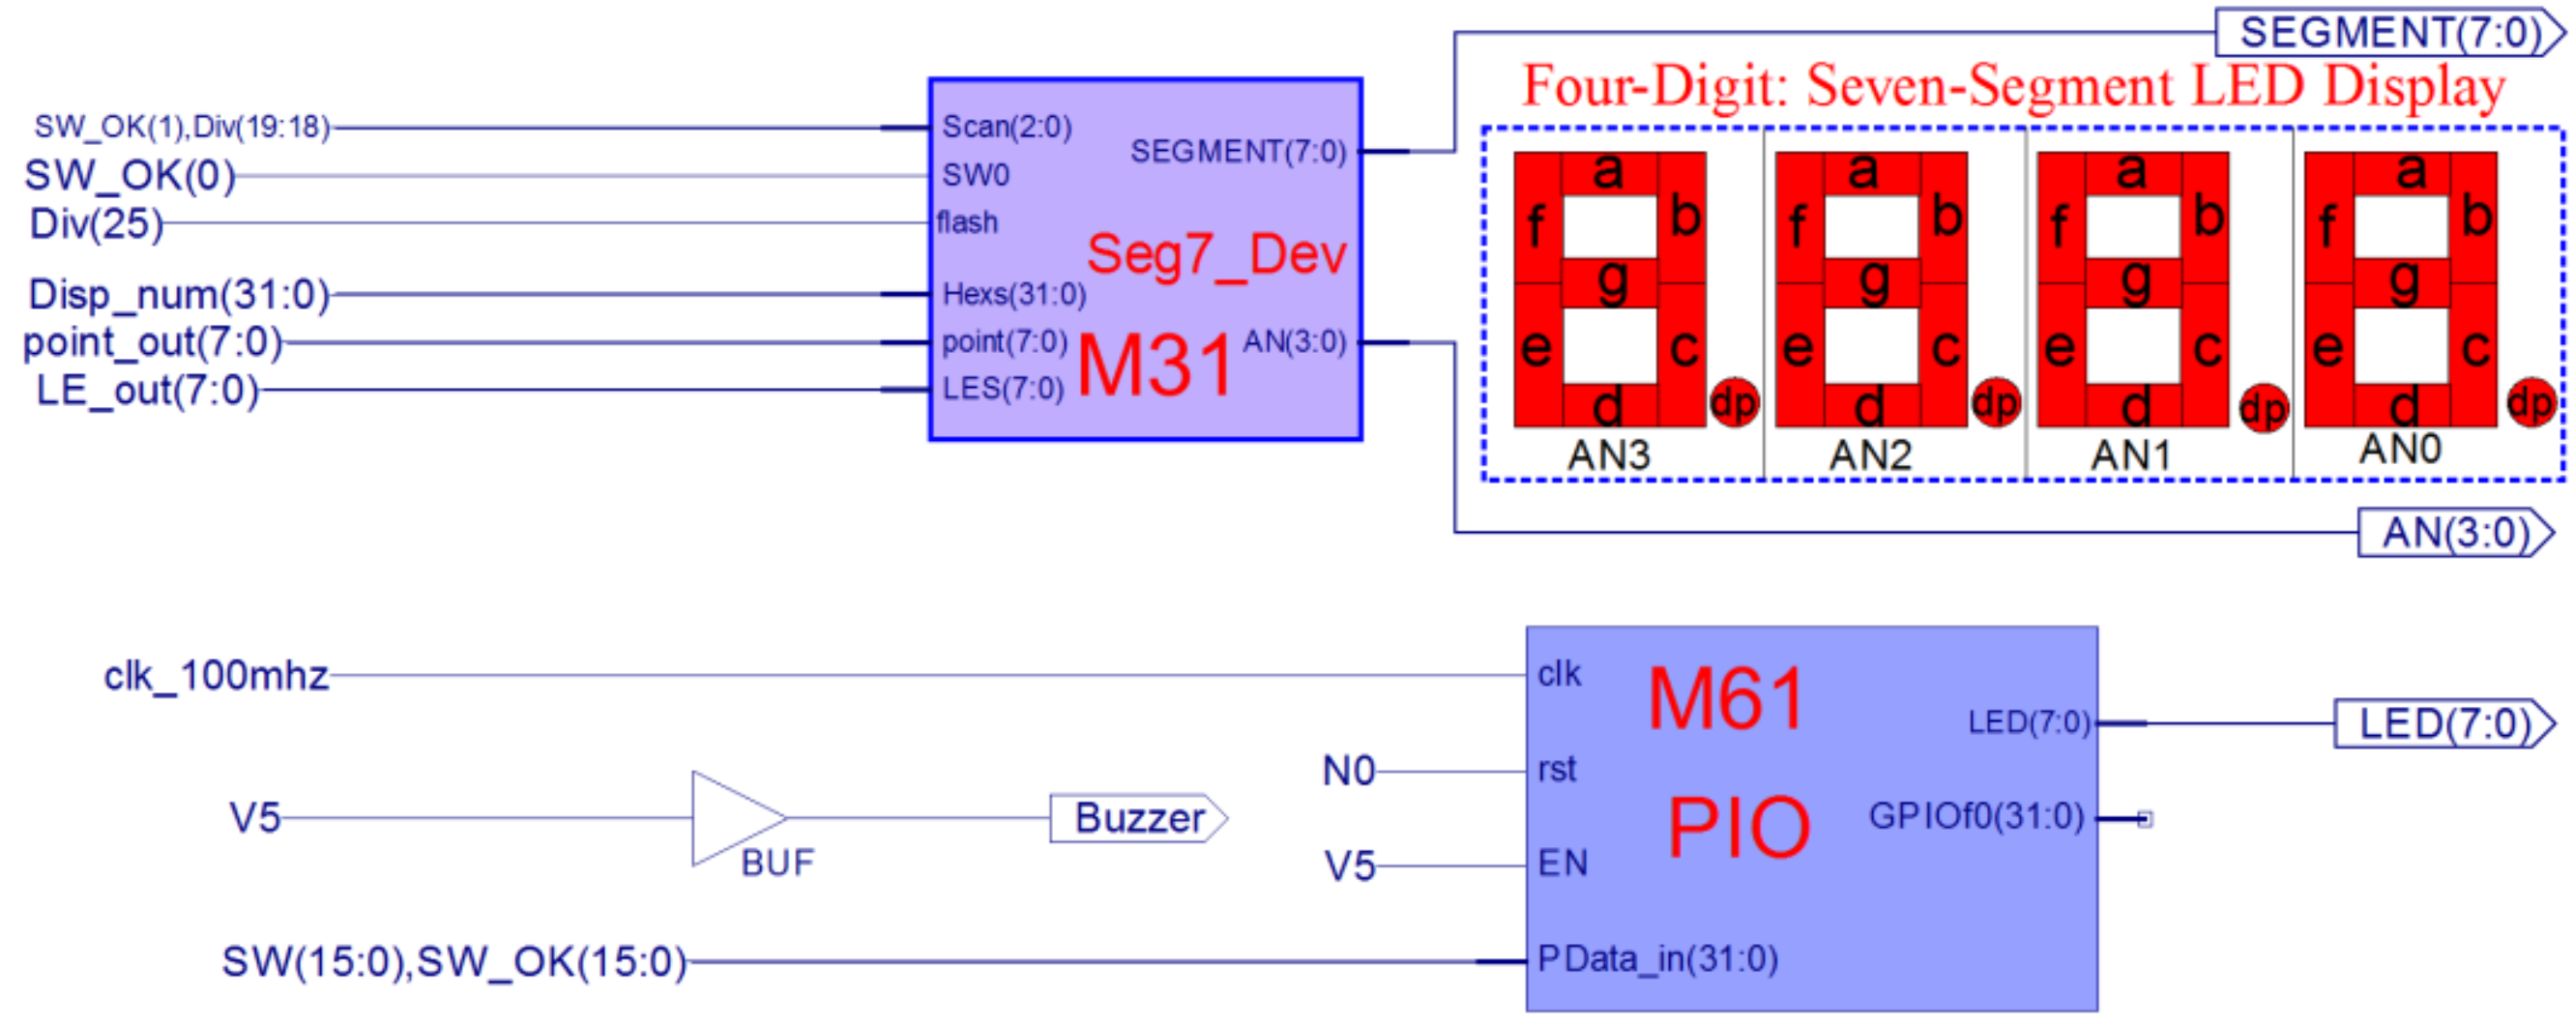 SEGMENT(7:0)
Four-Digit: Seven-Segment LED Display
SW_OK(1),Div(19:18)
Scan(2:0)
SEGMENT(7:0)
SW_OK(0)
SW0
Div(25)
flash
Seg7_Dev
Disp_num(31:0)
Hexs(31:0)
point_out(7:0)
point(7:0)
M31
AN(3:0)
LE_out(7:0)
LES(7:0)
a a a a
f b f b f b f b
g g g g
e c e c e c e c
d dp d dp d dp d dp
AN3 AN2 AN1 AN0
AN(3:0)
clk_100mhz
clk
M61
LED(7:0)
LED(7:0)
N0
rst
PIO
GPIOf0(31:0)
V5
BUF
Buzzer
V5
EN
SW(15:0),SW_OK(15:0)
PData_in(31:0)